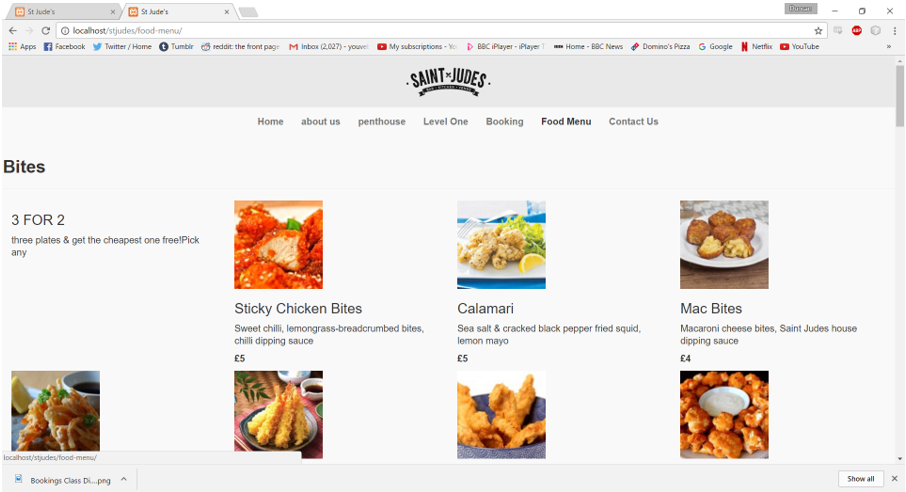 Duncan
St Jude's
St Jude's
localhost/stjudes/food-menu/
Apps Facebook Twitter / Home Tumblr reddit: the front page Inbox (2,027) - youve My subscriptions - Yo BBC iPlayer - iPlayer Home - BBC News Domino's Pizza Google Netflix YouTube »
SAINT JUDES
Home about us penthouse Level One Booking Food Menu Contact Us
Bites
3 FOR 2
three plates & get the cheapest one free!Pick
any
Sticky Chicken Bites
Sweet chilli, lemongrass-breadcrumbed bites,
chilli dipping sauce
£5
Calamari
Sea salt & cracked black pepper fried squid,
lemon mayo
£5
Mac Bites
Macaroni cheese bites, Saint Judes house
dipping sauce
£4
localhost/stjudes/food-menu/
Bookings Class Di....png
Show all